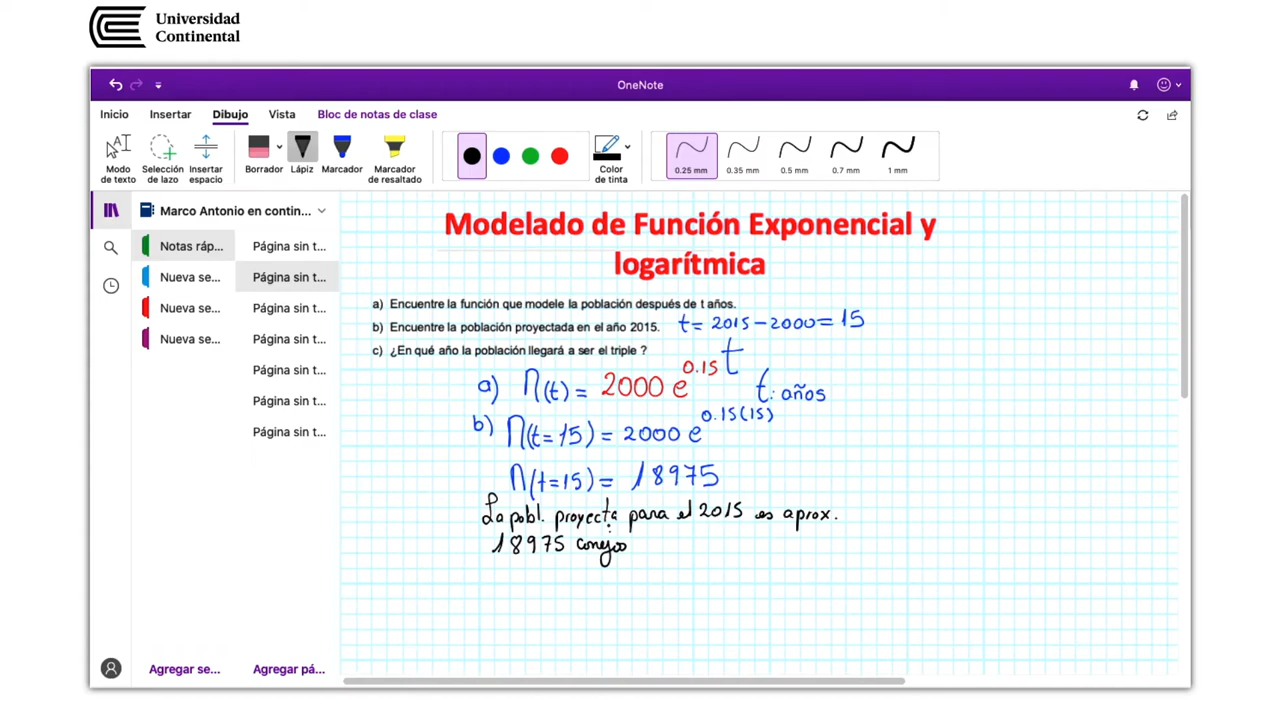 Universidad
Continental
OneNote
Inicio Insertar Dibujo Vista Bloc de notas de clase
Modo de texto Selección de lazo Insertar espacio Borrador Lápiz Marcador Marcador de resaltado Color de tinta 0.25 mm 0.35 mm 0.5 mm 0.7 mm 1 mm
Marco Antonio en contin...
Notas ráp... Página sin t...
Nueva se... Página sin t...
Nueva se... Página sin t...
Nueva se... Página sin t...
Página sin t...
Página sin t...
Página sin t...
Agregar se... Agregar pá...
Modelado de Función Exponencial y
logarítmica
a) Encuentre la función que modele la población después de t años.
b) Encuentre la población proyectada en el año 2015. t = 2015 - 2000 = 15
c) ¿En qué año la población llegará a ser el triple ?
a) n(t) = 2000 e^0.15 t t: años
b) n(t=15) = 2000 e^0.15(15)
n(t=15) = 18975
La pobl. proyecta para el 2015 es aprox.
18975 conejo